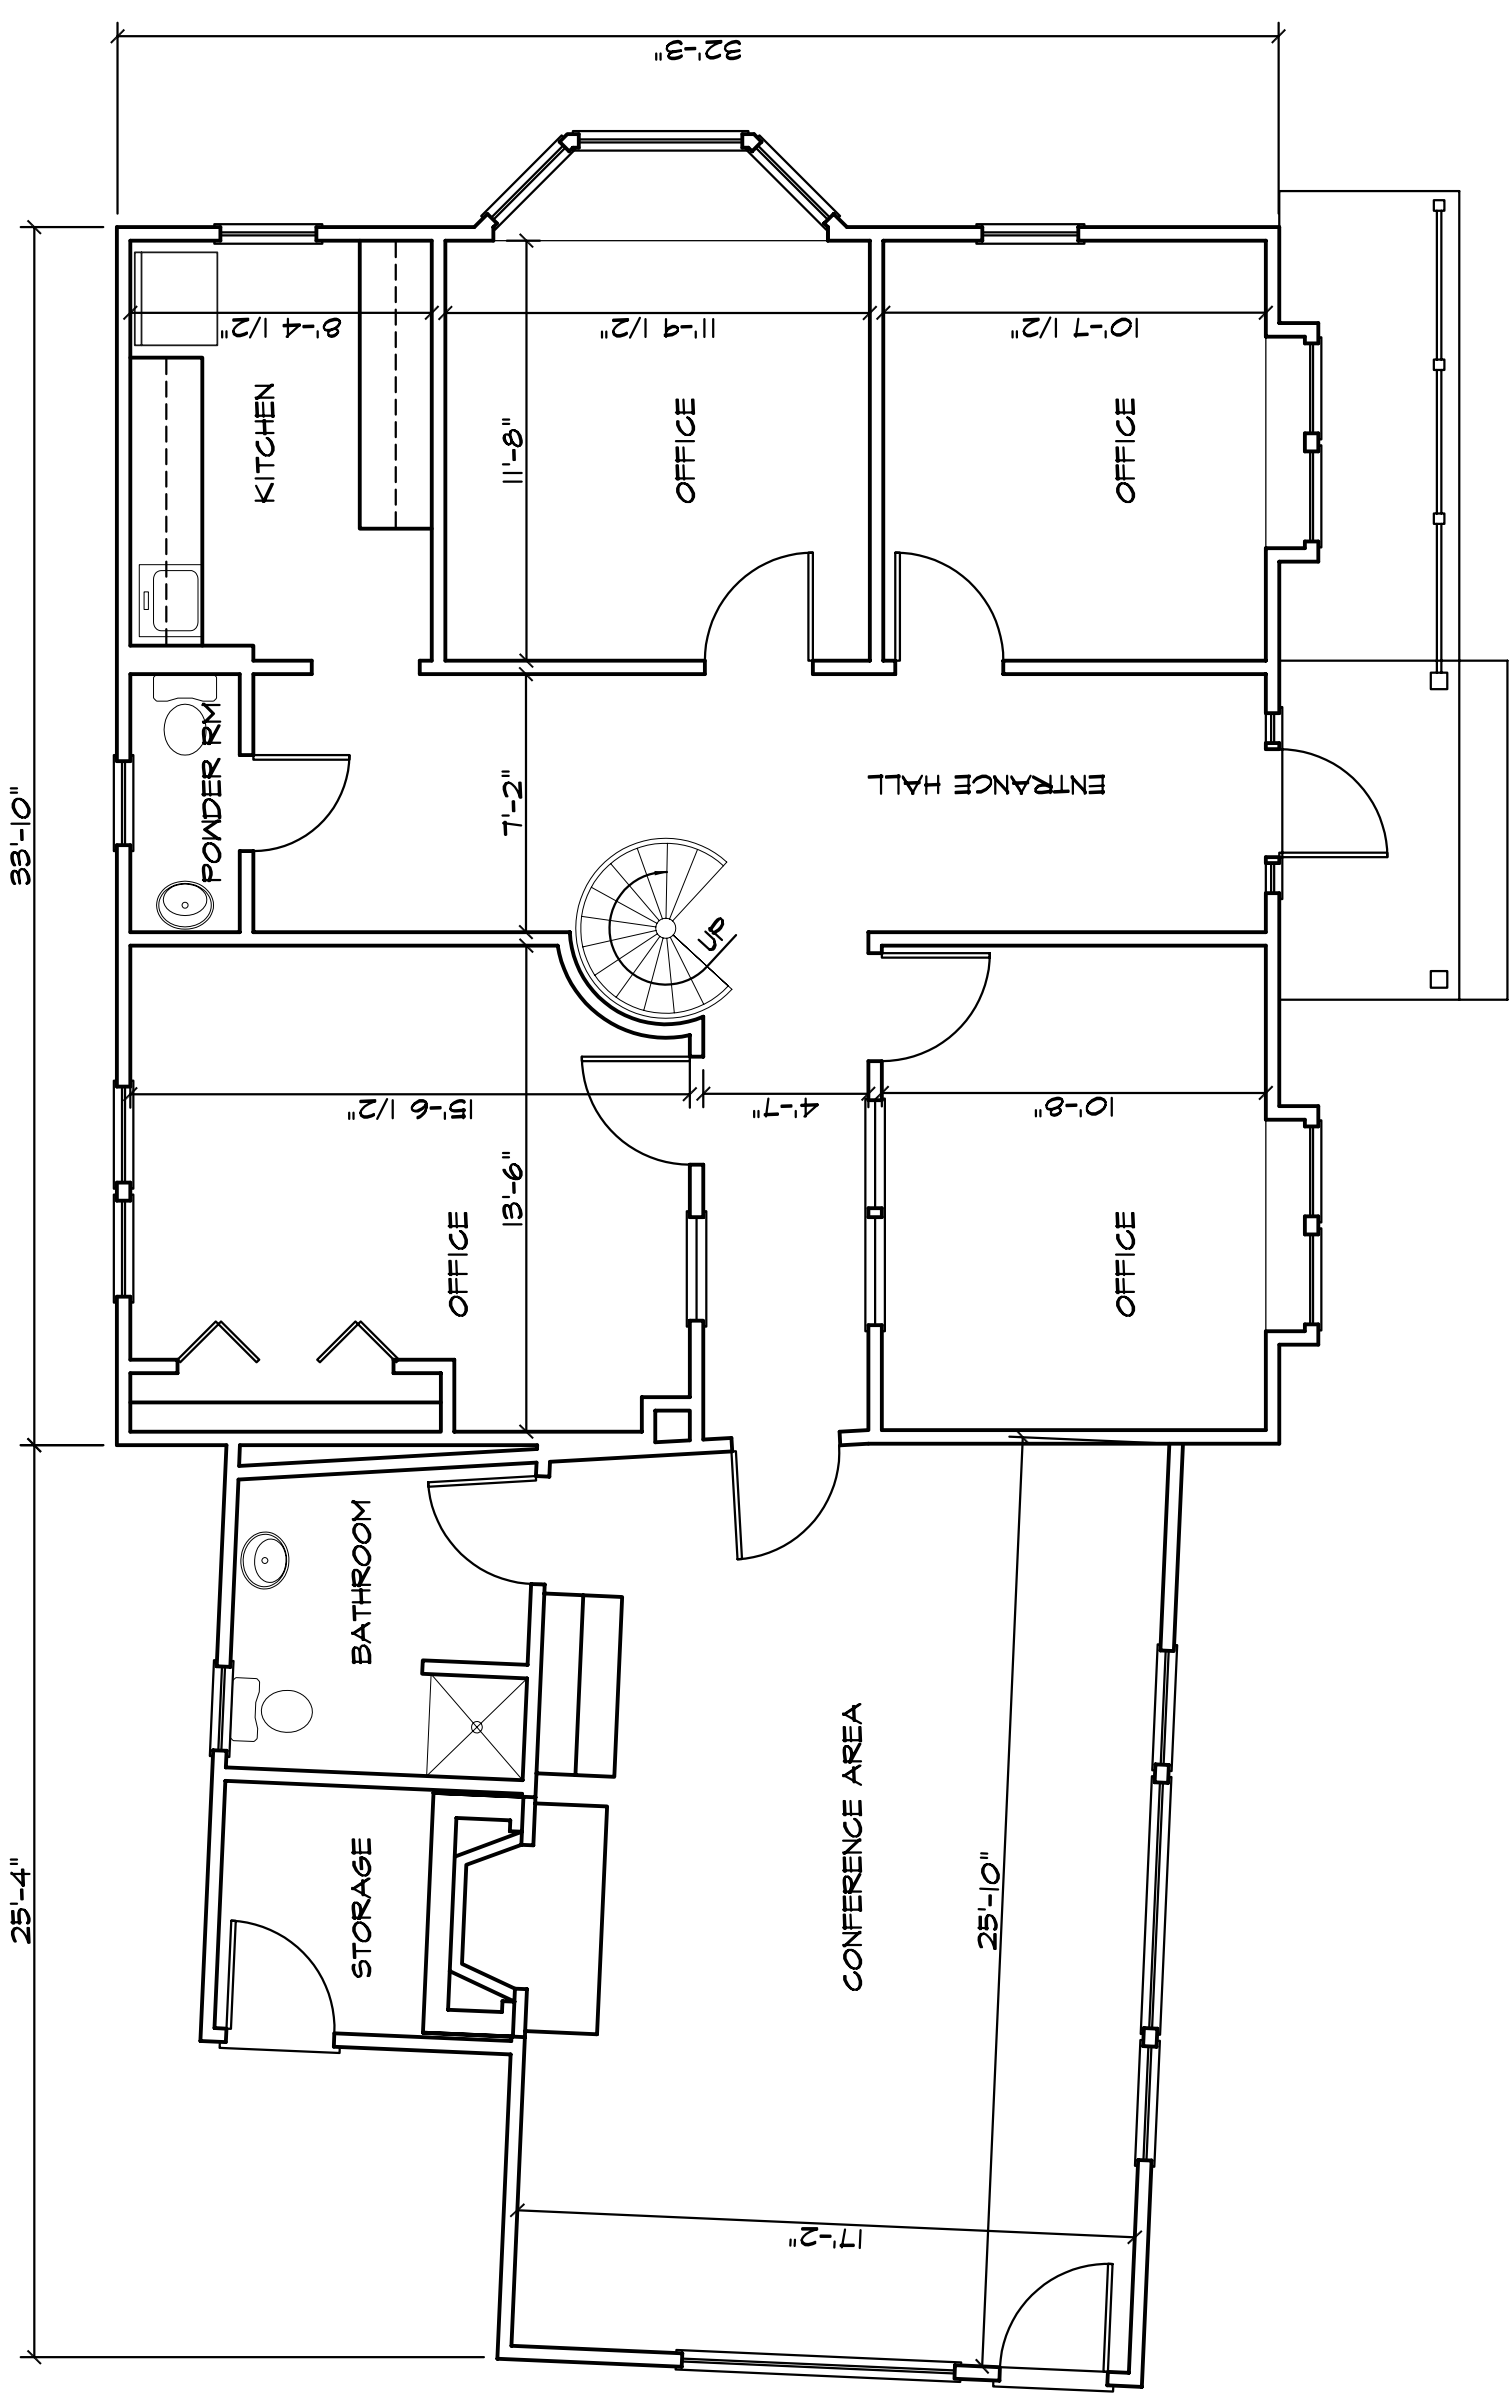 32'-3"
8'-4 1/2"
11'-9 1/2"
10'-7 1/2"
KITCHEN
11'-8"
OFFICE
OFFICE
POWDER RM
7'-2"
ENTRANCE HALL
33'-10"
UP
15'-6 1/2"
4'-7"
10'-8"
13'-6"
OFFICE
OFFICE
BATHROOM
STORAGE
CONFERENCE AREA
25'-10"
25'-4"
17'-2"